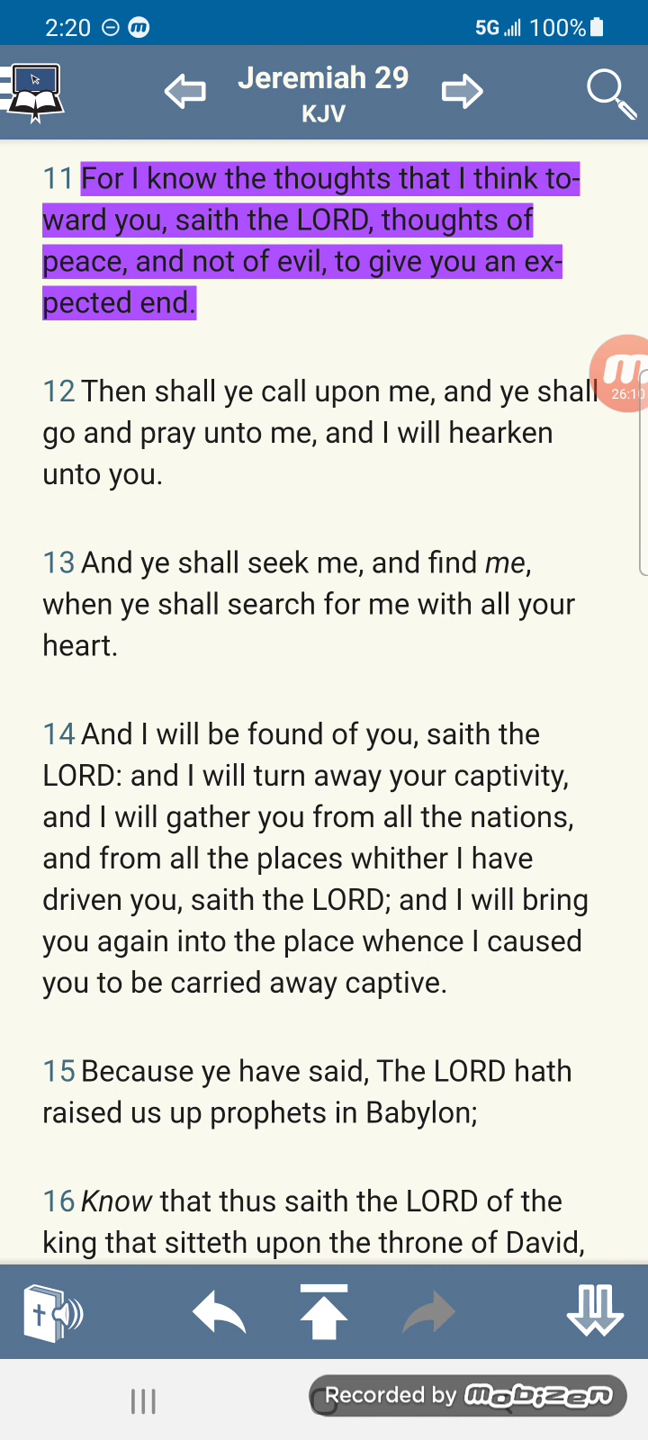 2:20 5G 100%
Jeremiah 29
KJV
11 For I know the thoughts that I think to-
ward you, saith the LORD, thoughts of
peace, and not of evil, to give you an ex-
pected end.
12 Then shall ye call upon me, and ye shall
26:10
go and pray unto me, and I will hearken
unto you.
13 And ye shall seek me, and find me,
when ye shall search for me with all your
heart.
14 And I will be found of you, saith the
LORD: and I will turn away your captivity,
and I will gather you from all the nations,
and from all the places whither I have
driven you, saith the LORD; and I will bring
you again into the place whence I caused
you to be carried away captive.
15 Because ye have said, The LORD hath
raised us up prophets in Babylon;
16 Know that thus saith the LORD of the
king that sitteth upon the throne of David,
Recorded by mobizen